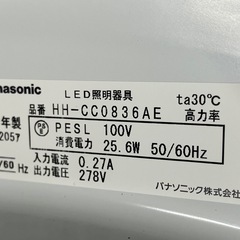 nasonic
LED照明器具
ta30℃
品番 HH-CC0836AE
高力率
年製
PS E PESL 100V
2057
消費電力 25.6W 50/60Hz
/60 Hz
入力電流 0.27A
出力電圧 278V
パナソニック株式会社